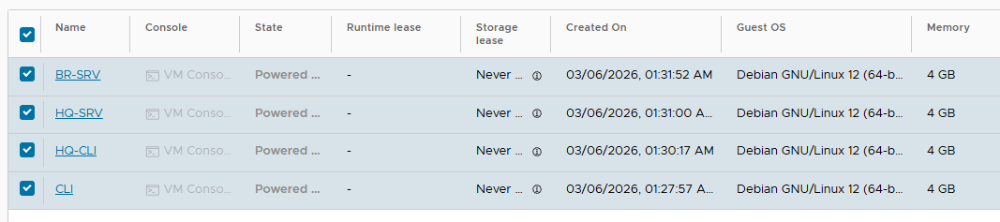 Name Console State Runtime lease Storage lease Created On Guest OS Memory
BR-SRV VM Conso... Powered ... - Never ... 03/06/2026, 01:31:52 AM Debian GNU/Linux 12 (64-b... 4 GB
HQ-SRV VM Conso... Powered ... - Never ... 03/06/2026, 01:31:00 A... Debian GNU/Linux 12 (64-b... 4 GB
HQ-CLI VM Conso... Powered ... - Never ... 03/06/2026, 01:30:17 AM Debian GNU/Linux 12 (64-b... 4 GB
CLI VM Conso... Powered ... - Never ... 03/06/2026, 01:27:57 A... Debian GNU/Linux 12 (64-b... 4 GB